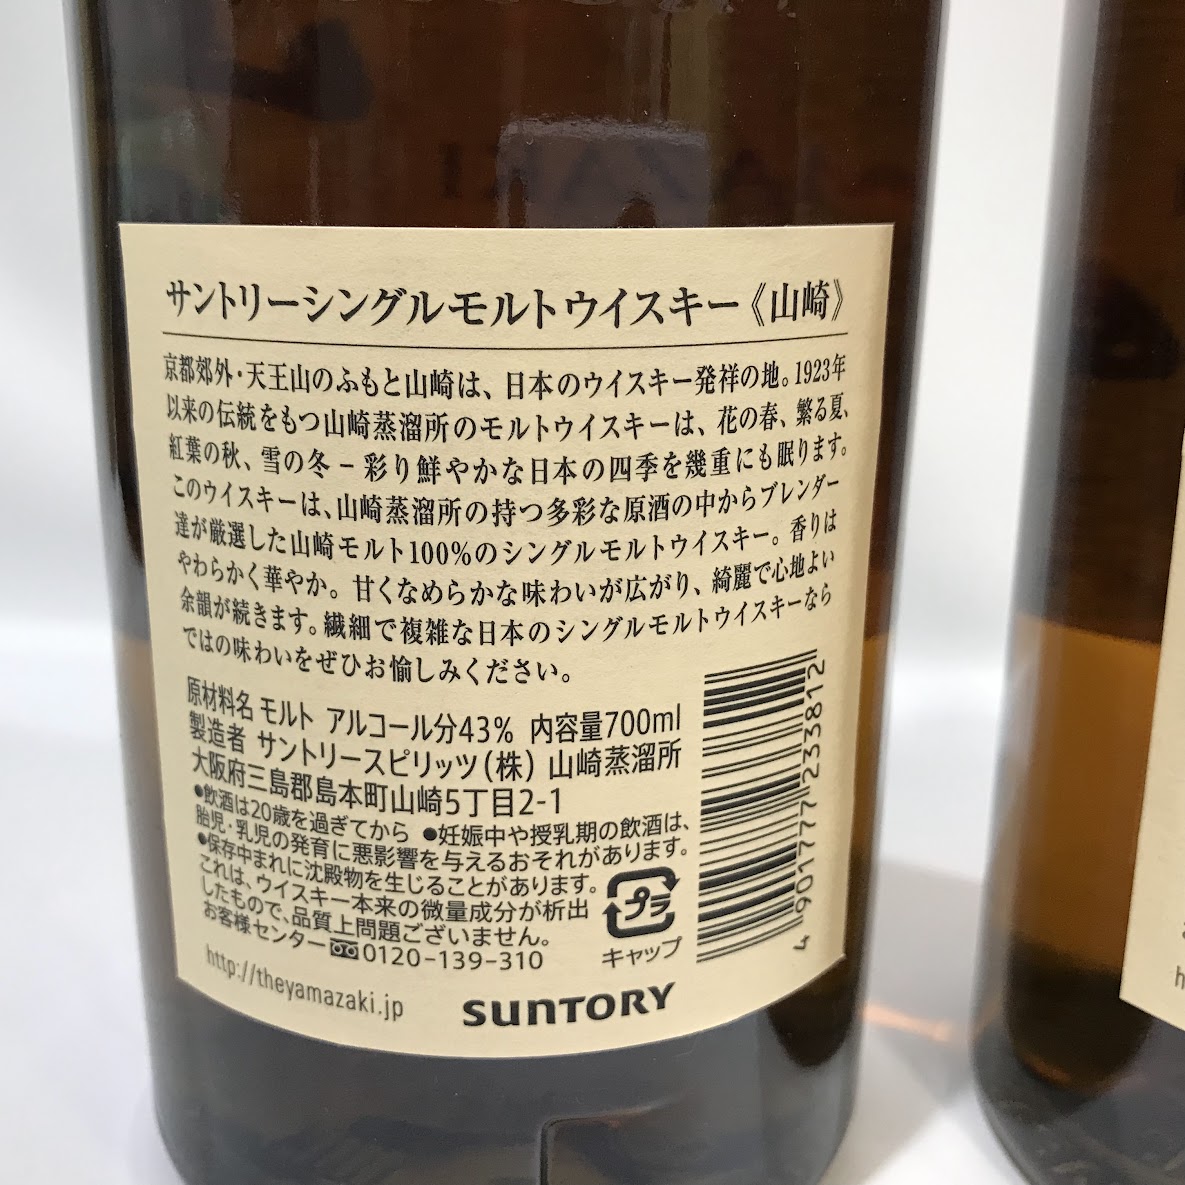 サントリーシングルモルトウイスキー《山崎》
京都郊外・天王山のふもと山崎は、日本のウイスキー発祥の地。1923年
以来の伝統をもつ山崎蒸溜所のモルトウイスキーは、花の春、繁る夏、
紅葉の秋、雪の冬－彩り鮮やかな日本の四季を幾重にも眠ります。
このウイスキーは、山崎蒸溜所の持つ多彩な原酒の中からブレンダー
達が厳選した山崎モルト100%のシングルモルトウイスキー。香りは
やわらかく華やか。甘くなめらかな味わいが広がり、綺麗で心地よい
余韻が続きます。繊細で複雑な日本のシングルモルトウイスキーなら
ではの味わいをぜひお愉しみください。
原材料名 モルト アルコール分43% 内容量700ml
製造者 サントリースピリッツ(株) 山崎蒸溜所
大阪府三島郡島本町山崎5丁目2-1
●飲酒は20歳を過ぎてから ●妊娠中や授乳期の飲酒は、
胎児・乳児の発育に悪影響を与えるおそれがあります。
●保存中まれに沈殿物を生じることがあります。
これは、ウイスキー本来の微量成分が析出
したもので、品質上問題ございません。
お客様センター 0120-139-310
プラ
キャップ
4 901777 233812
http://theyamazaki.jp
SUNTORY